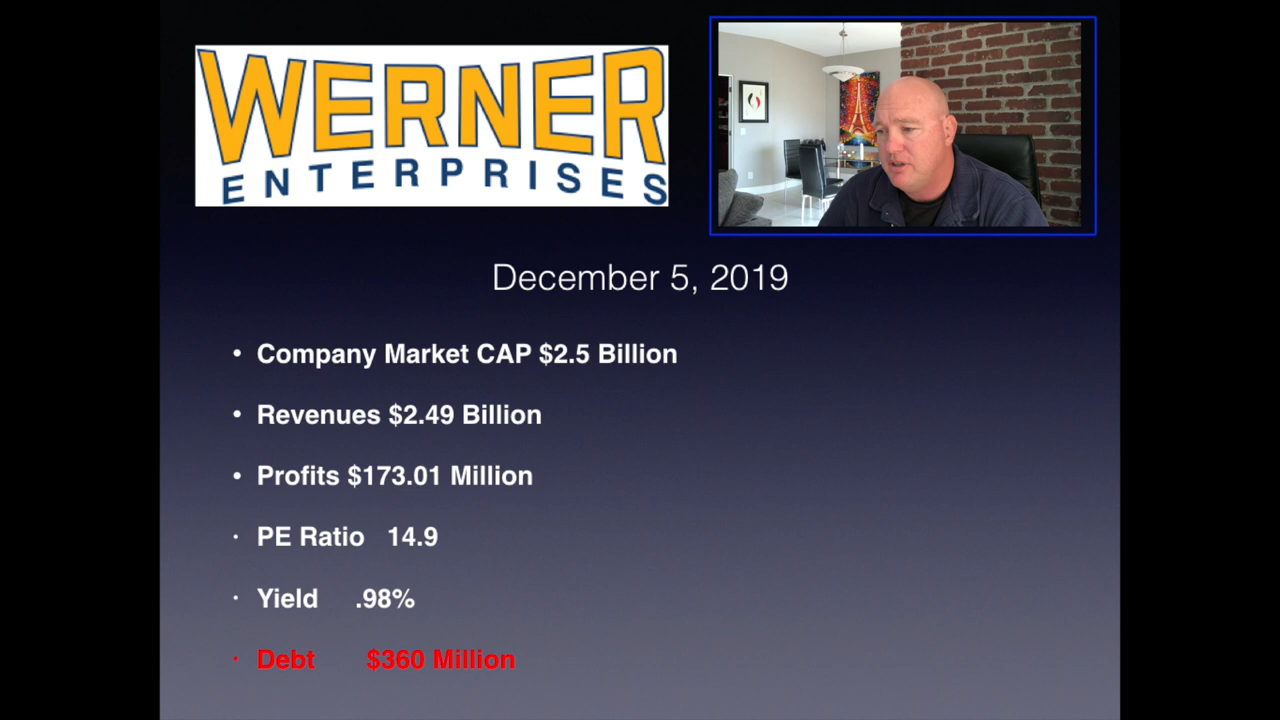 WERNER
ENTERPRISES
December 5, 2019
• Company Market CAP $2.5 Billion
• Revenues $2.49 Billion
• Profits $173.01 Million
• PE Ratio 14.9
• Yield .98%
• Debt $360 Million